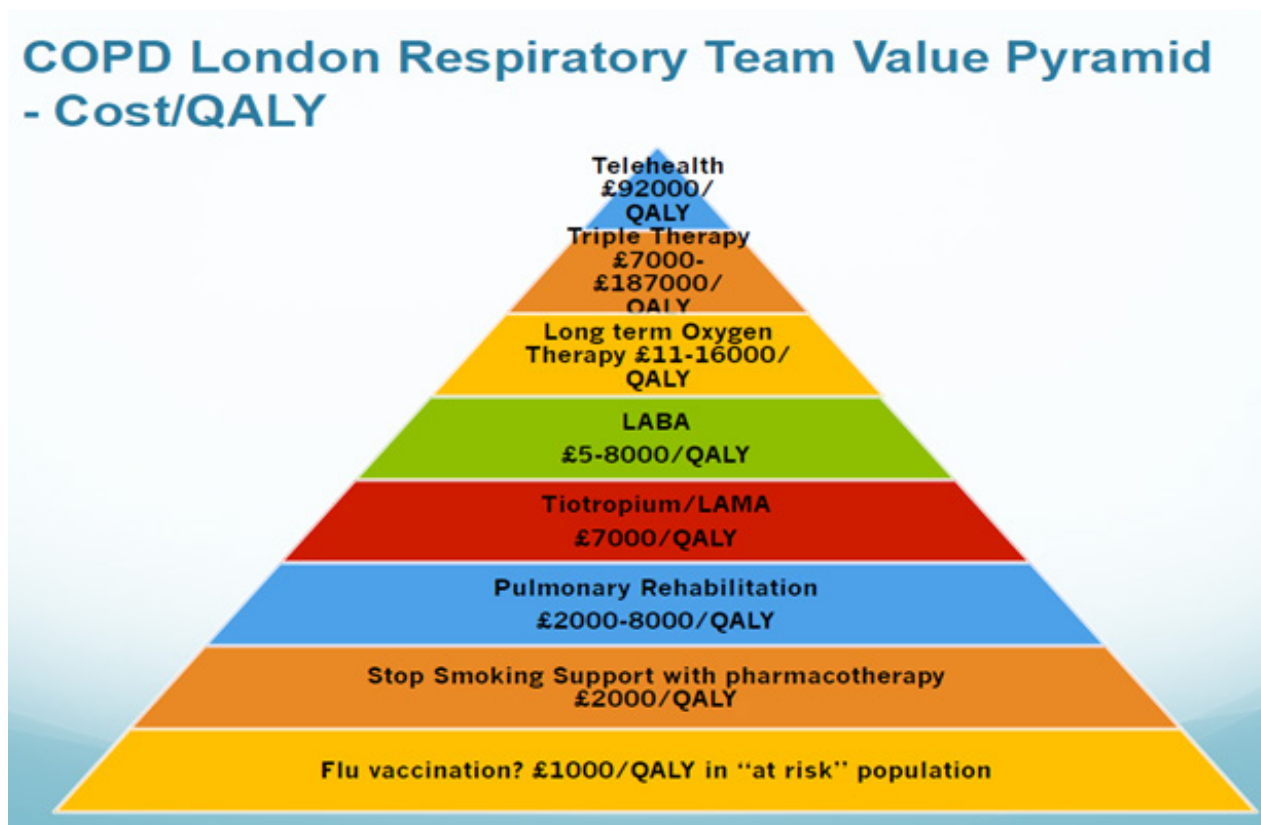 COPD London Respiratory Team Value Pyramid
- Cost/QALY
Telehealth
£92000/
QALY
Triple Therapy
£7000-
£187000/
QALY
Long term Oxygen
Therapy £11-16000/
QALY
LABA
£5-8000/QALY
Tiotropium/LAMA
£7000/QALY
Pulmonary Rehabilitation
£2000-8000/QALY
Stop Smoking Support with pharmacotherapy
£2000/QALY
Flu vaccination? £1000/QALY in “at risk” population